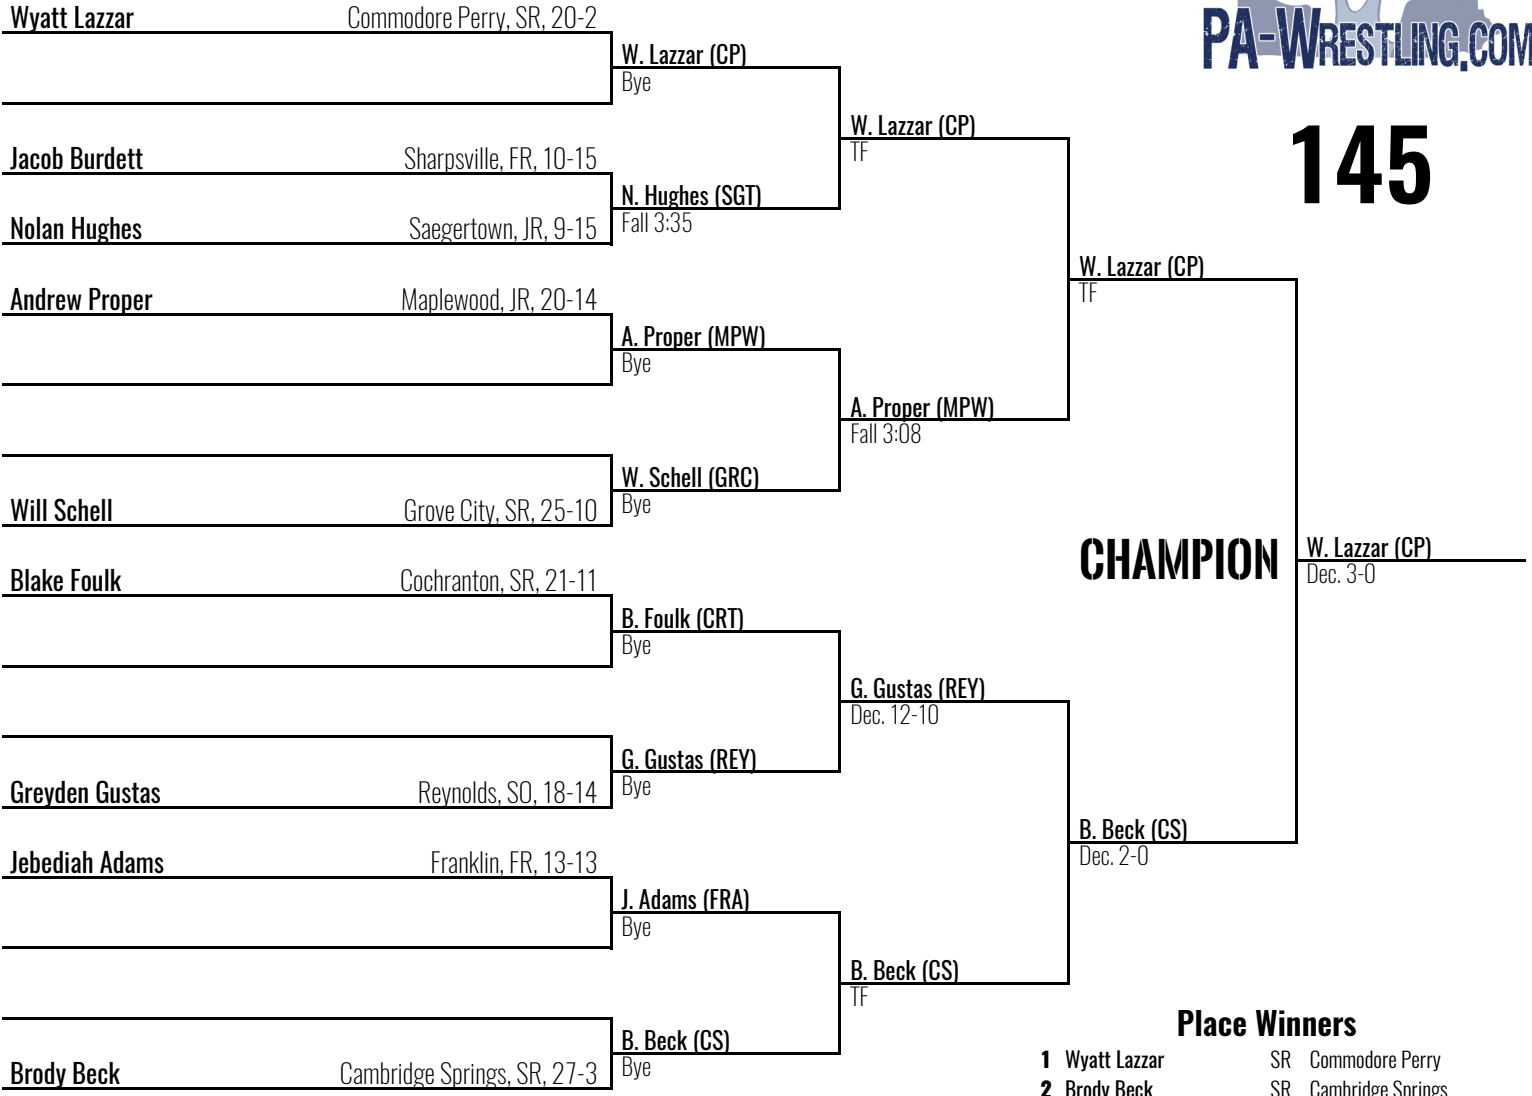 Wyatt Lazzar Commodore Perry, SR, 20-2
PA-WRESTLING.COM
W. Lazzar (CP)
Bye
W. Lazzar (CP)
TF
145
Jacob Burdett Sharpsville, FR, 10-15
N. Hughes (SGT)
Fall 3:35
Nolan Hughes Saegertown, JR, 9-15
W. Lazzar (CP)
TF
Andrew Proper Maplewood, JR, 20-14
A. Proper (MPW)
Bye
A. Proper (MPW)
Fall 3:08
W. Schell (GRC)
Bye
Will Schell Grove City, SR, 25-10
CHAMPION
W. Lazzar (CP)
Dec. 3-0
Blake Foulk Cochranton, SR, 21-11
B. Foulk (CRT)
Bye
G. Gustas (REY)
Dec. 12-10
G. Gustas (REY)
Bye
Greyden Gustas Reynolds, SO, 18-14
B. Beck (CS)
Dec. 2-0
Jebediah Adams Franklin, FR, 13-13
J. Adams (FRA)
Bye
B. Beck (CS)
TF
B. Beck (CS)
Bye
Brody Beck Cambridge Springs, SR, 27-3
Place Winners
1 Wyatt Lazzar SR Commodore Perry
2 Brody Beck SR Cambridge Springs